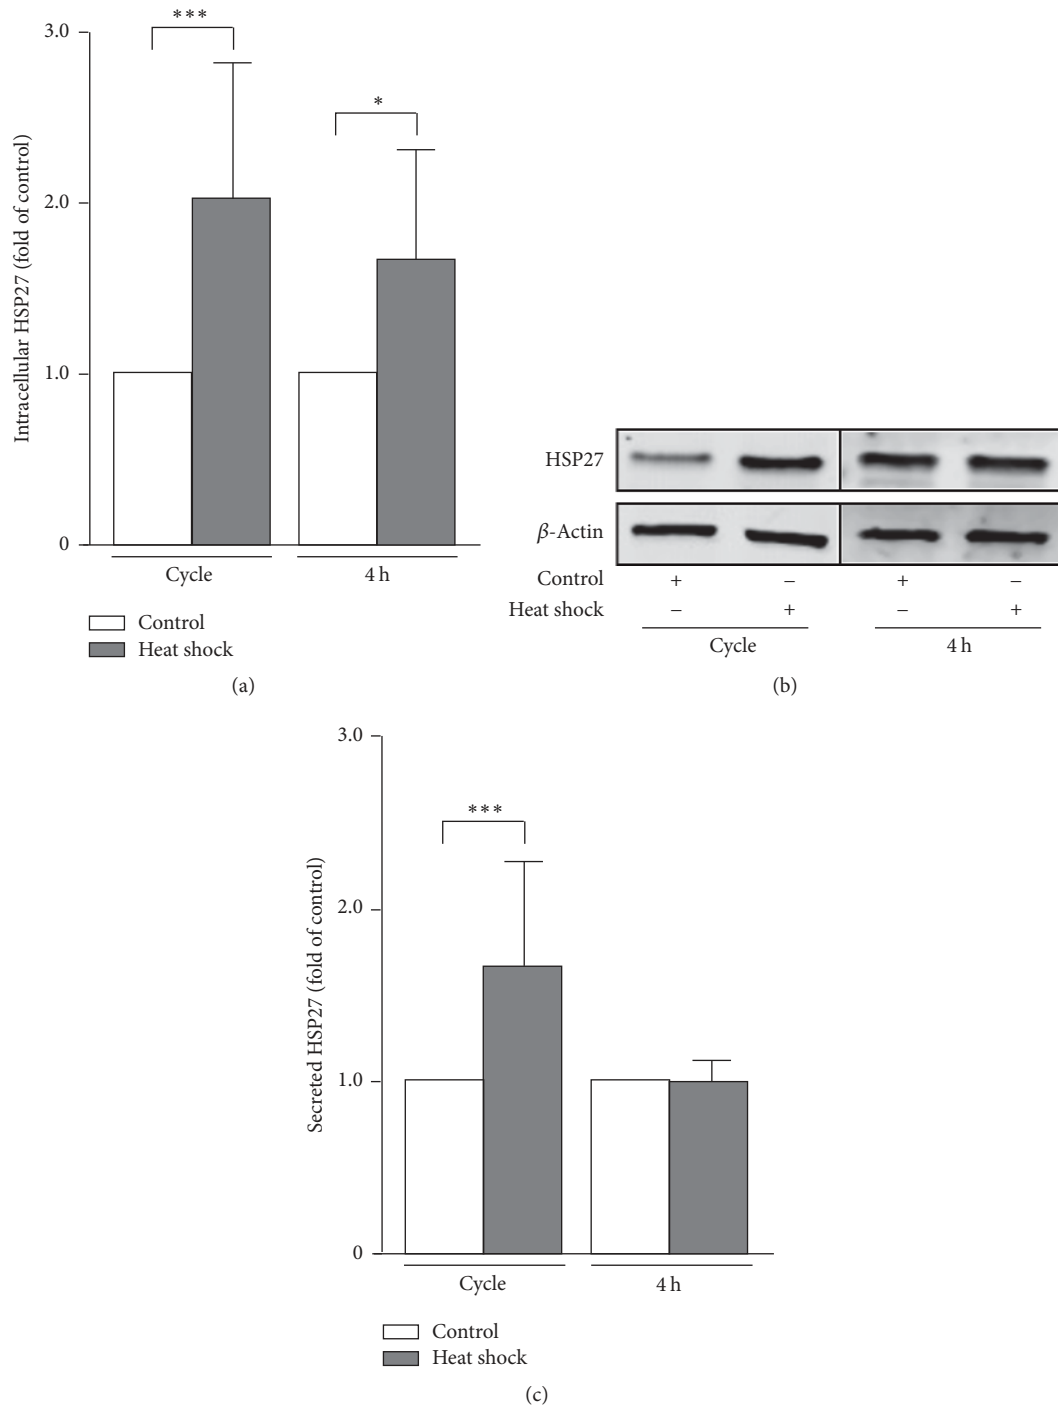 3.0
***
*
2.0
1.0
0
Intracellular HSP27 (fold of control)
Cycle
4 h
Control
Heat shock
(a)
HSP27
β-Actin
Control + − + −
Heat shock − + − +
Cycle 4 h
(b)
3.0
***
2.0
1.0
0
Secreted HSP27 (fold of control)
Cycle
4 h
Control
Heat shock
(c)